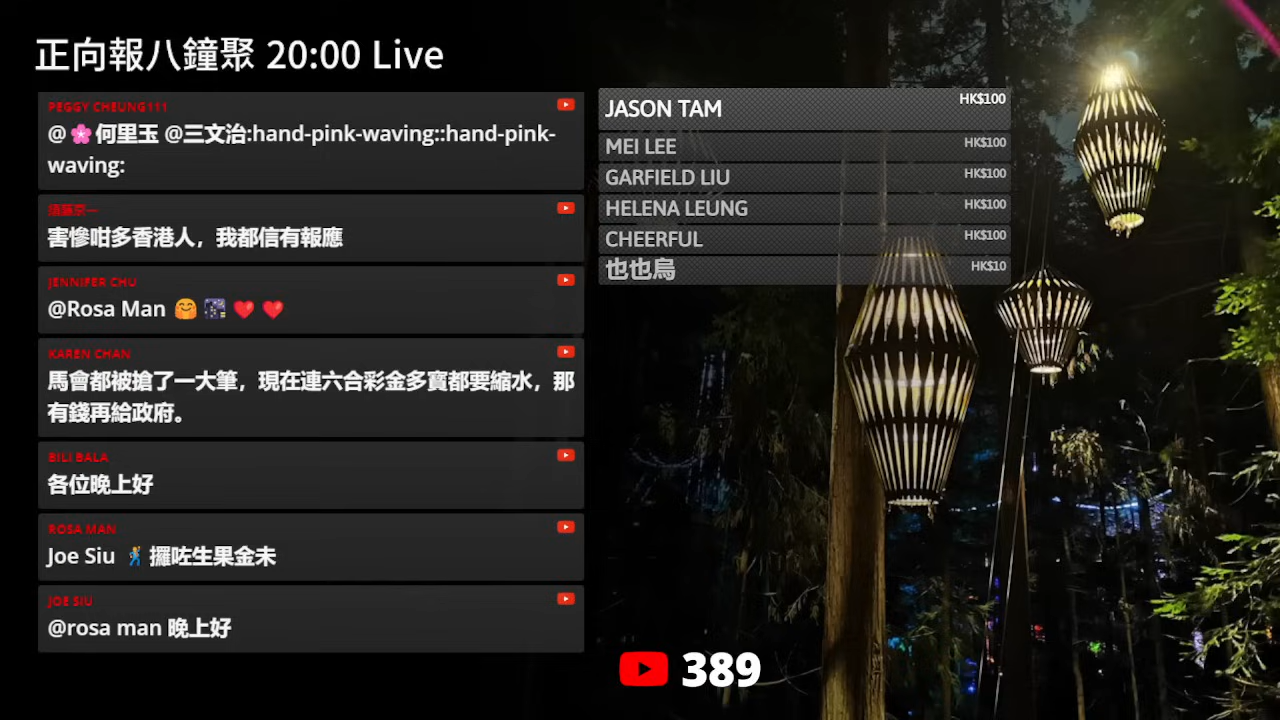 正向報八鐘聚 20:00 Live
PEGGY CHEUNG111
@🌸何里玉 @三文治:hand-pink-waving::hand-pink-
waving:
須藤京一
害慘咁多香港人，我都信有報應
JENNIFER CHU
@Rosa Man 🤗 🎆 ❤️ ❤️
KAREN CHAN
馬會都被搶了一大筆，現在連六合彩金多寶都要縮水，那
有錢再給政府。
BILI BALA
各位晚上好
ROSA MAN
Joe Siu 🕺攞咗生果金未
JOE SIU
@rosa man 晚上好
JASON TAM HK$100
MEI LEE HK$100
GARFIELD LIU HK$100
HELENA LEUNG HK$100
CHEERFUL HK$100
也也烏 HK$10
389